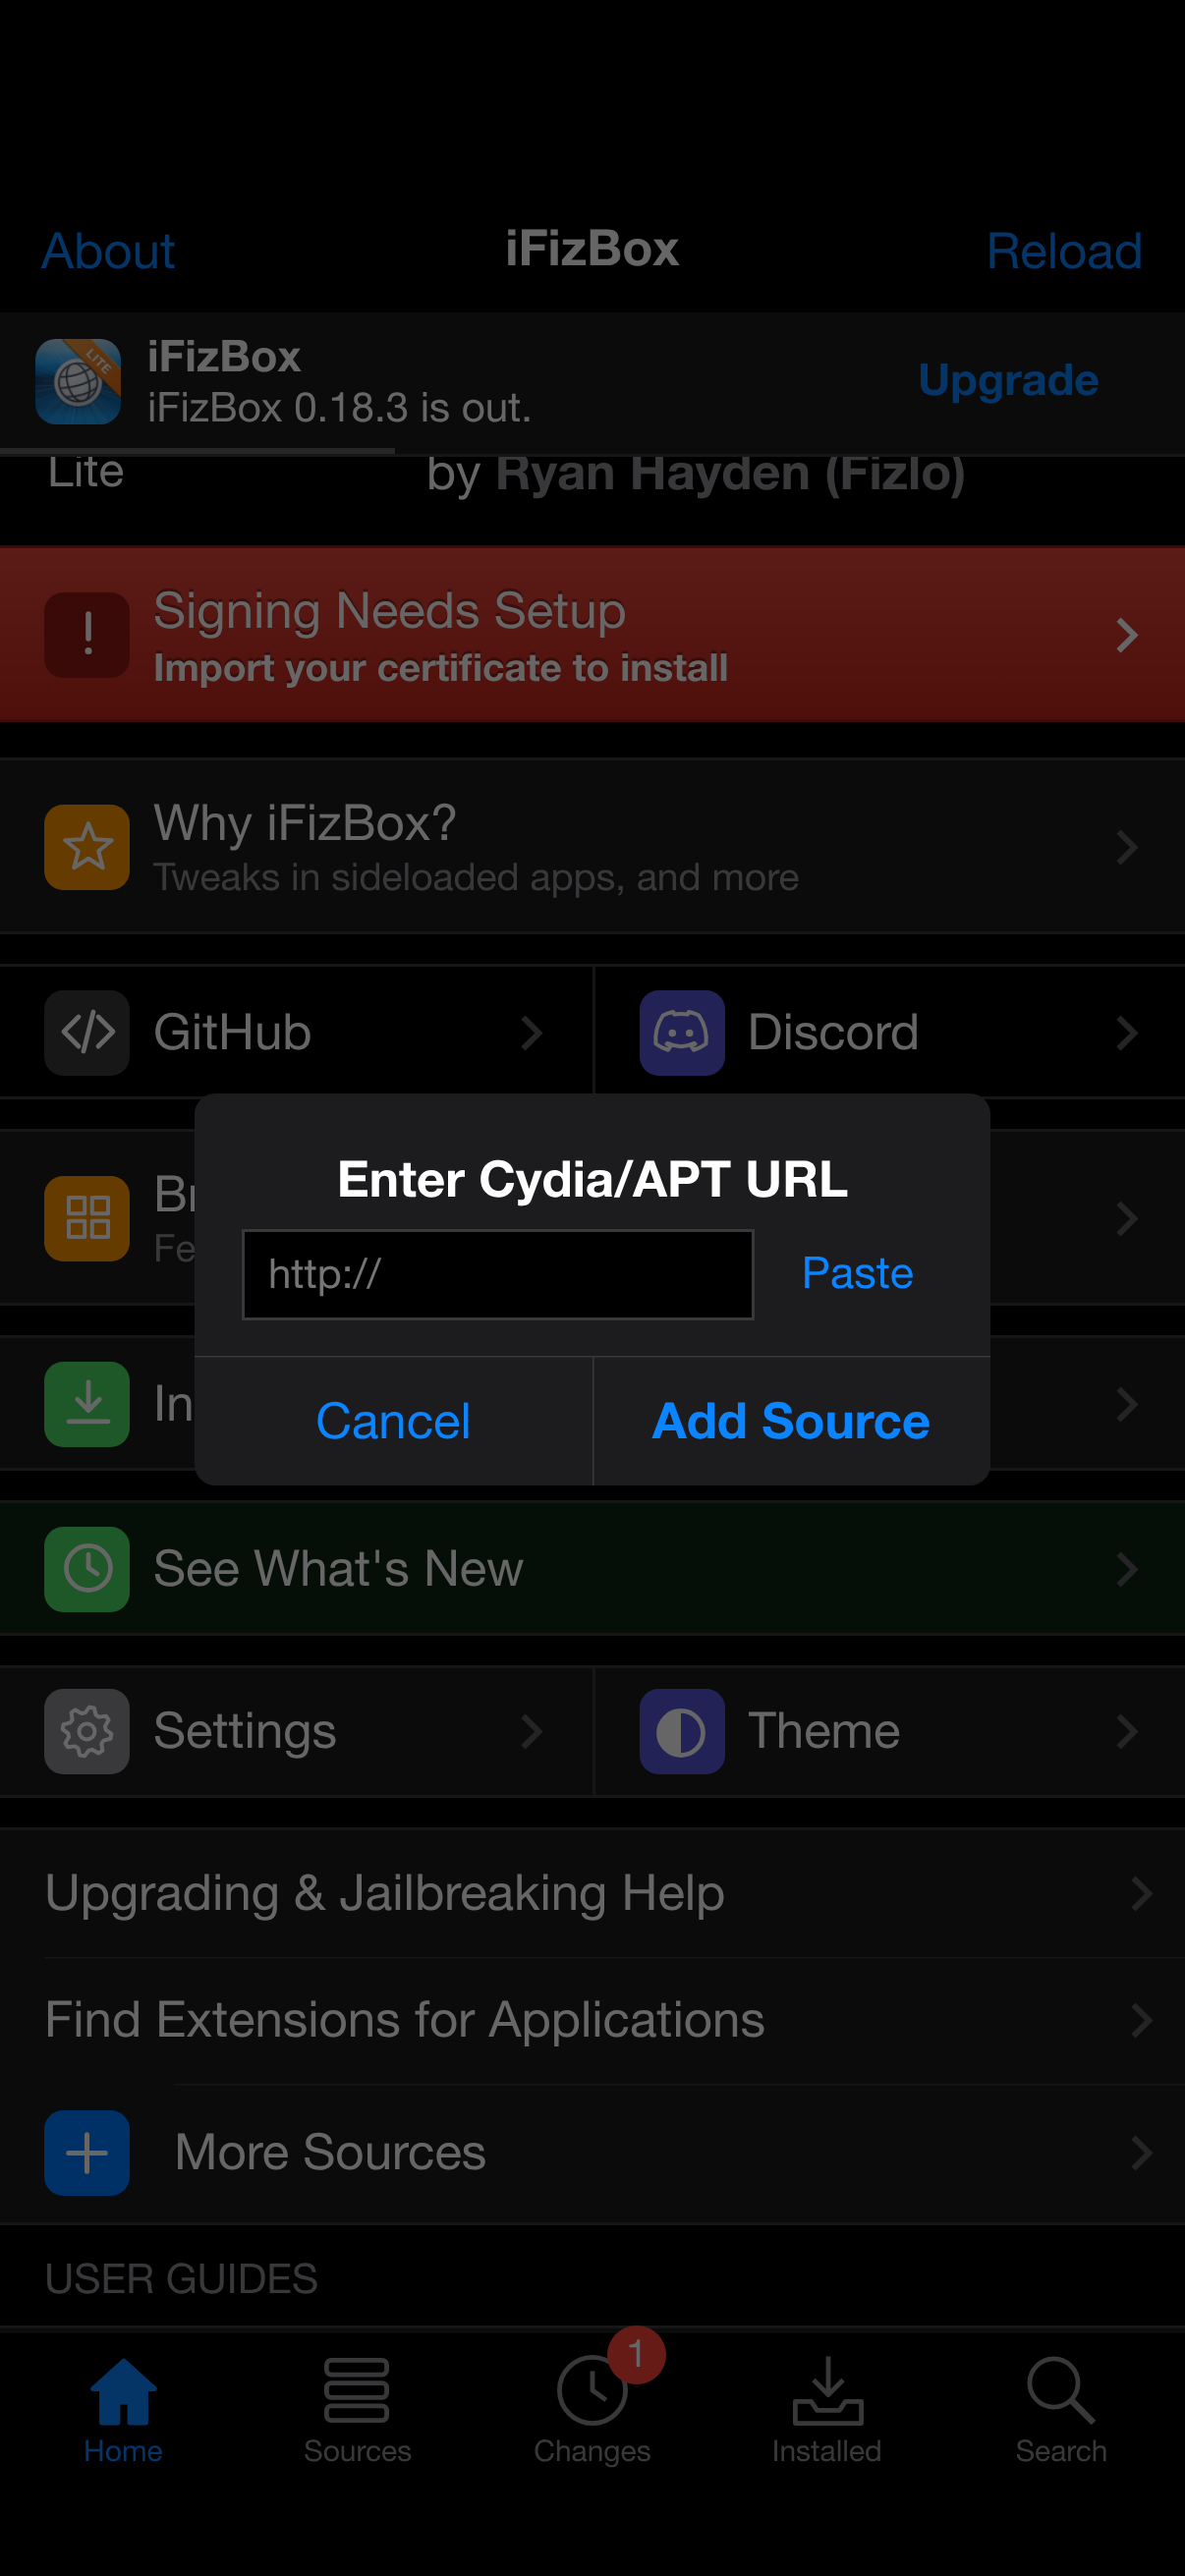 About
iFizBox
Reload
LITE
iFizBox
iFizBox 0.18.3 is out.
Upgrade
Lite
by Ryan Hayden (Fizlo)
Signing Needs Setup
Import your certificate to install
Why iFizBox?
Tweaks in sideloaded apps, and more
GitHub
Discord
Enter Cydia/APT URL
http://
Paste
Cancel
Add Source
See What's New
Settings
Theme
Upgrading & Jailbreaking Help
Find Extensions for Applications
More Sources
USER GUIDES
1
Home
Sources
Changes
Installed
Search